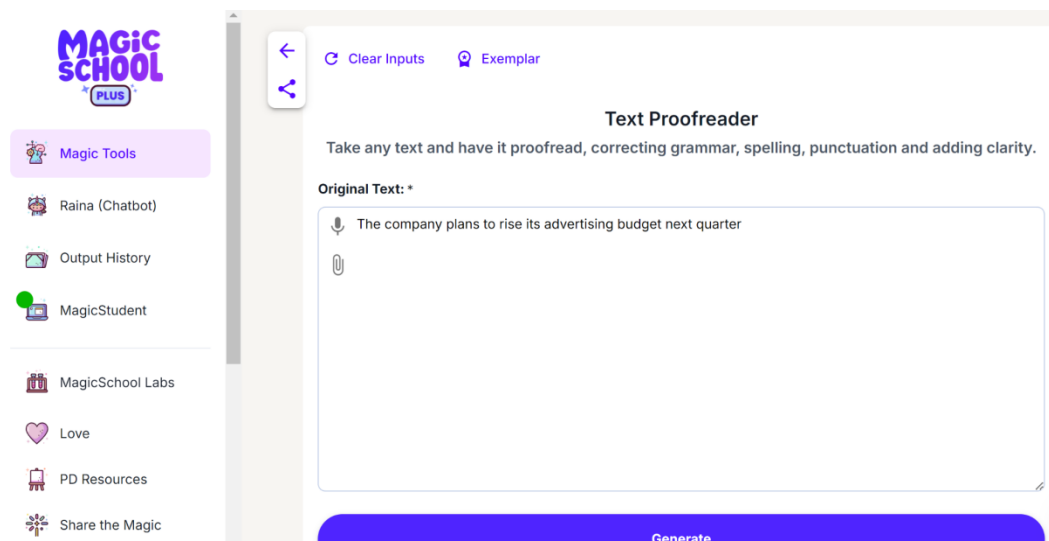 MAGiC
SCHOOL
PLUS
Magic Tools
Raina (Chatbot)
Output History
MagicStudent
MagicSchool Labs
Love
PD Resources
Share the Magic
Clear Inputs Exemplar
Text Proofreader
Take any text and have it proofread, correcting grammar, spelling, punctuation and adding clarity.
Original Text: *
The company plans to rise its advertising budget next quarter
Generate